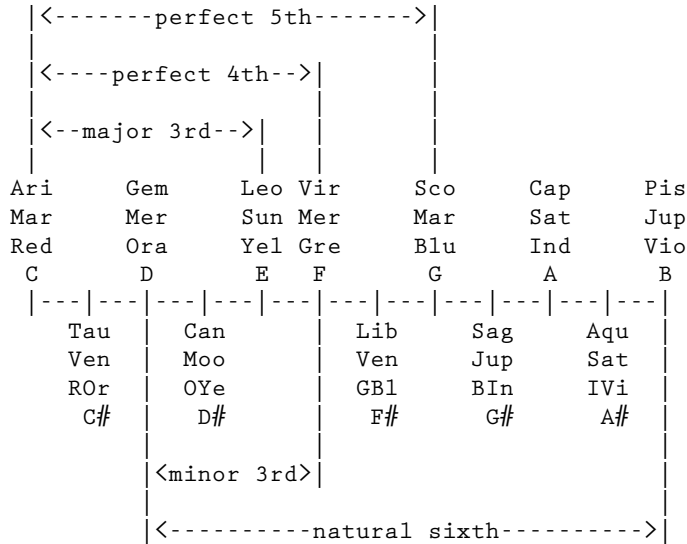 |<-------perfect 5th------->|
|<----perfect 4th-->|
|<--major 3rd-->|
Ari Gem Leo Vir Sco Cap Pis
Mar Mer Sun Mer Mar Sat Jup
Red Ora Yel Gre Blu Ind Vio
C D E F G A B
|---|---|---|---|---|---|---|---|---|---|---|
Tau Can Lib Sag Aqu
Ven Moo Ven Jup Sat
ROr OYe GBl BIn IVi
C# D# F# G# A#
|<minor 3rd>|
|<----------natural sixth---------->|